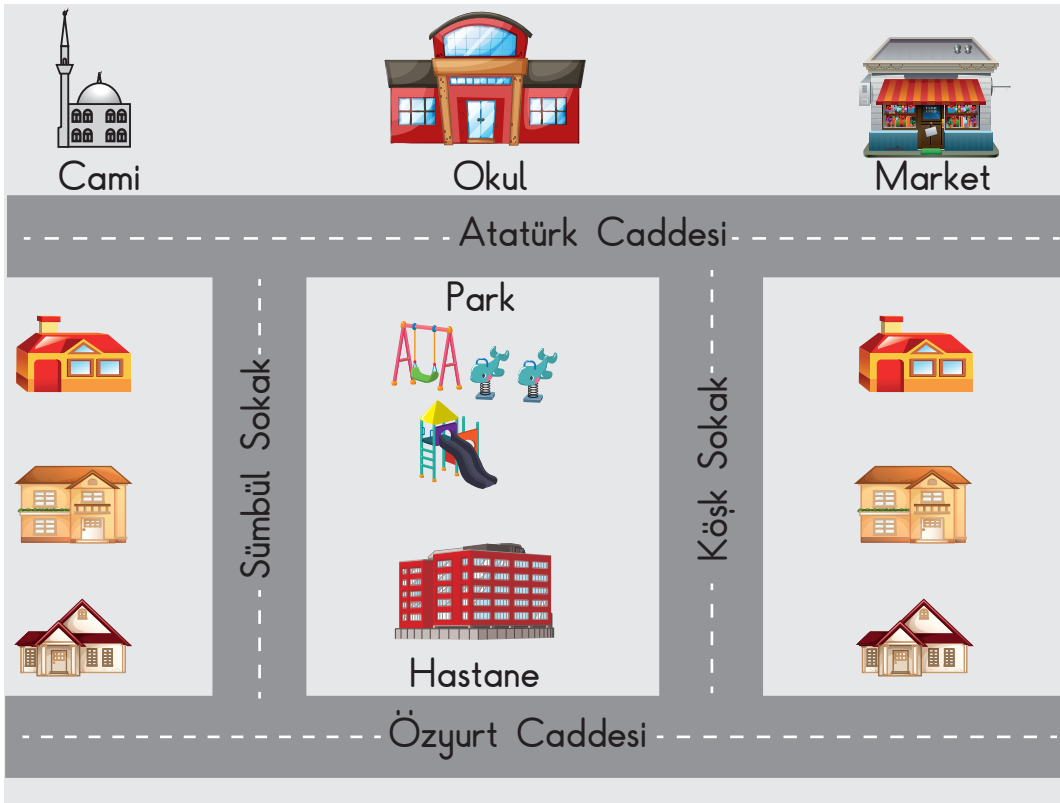 Cami
Okul
Market
Atatürk Caddesi
Park
Sümbül Sokak
Köşk Sokak
Hastane
Özyurt Caddesi